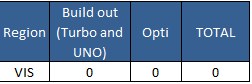 Region Build out (Turbo and UNO) Opti TOTAL
VIS 0 0 0